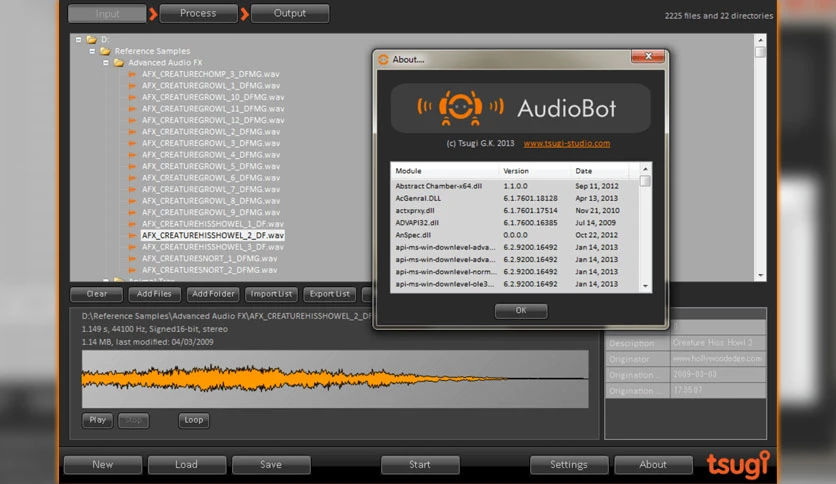 Input
Process
Output
2225 files and 22 directories
D:
Reference Samples
Advanced Audio FX
AFX_CREATURECHOMP_3_DFMG.wav
AFX_CREATUREGROWL_1_DFMG.wav
AFX_CREATUREGROWL_10_DFMG.wav
AFX_CREATUREGROWL_11_DFMG.wav
AFX_CREATUREGROWL_12_DFMG.wav
AFX_CREATUREGROWL_2_DFMG.wav
AFX_CREATUREGROWL_3_DFMG.wav
AFX_CREATUREGROWL_4_DFMG.wav
AFX_CREATUREGROWL_5_DFMG.wav
AFX_CREATUREGROWL_6_DFMG.wav
AFX_CREATUREGROWL_7_DFMG.wav
AFX_CREATUREGROWL_8_DFMG.wav
AFX_CREATUREGROWL_9_DFMG.wav
AFX_CREATUREHISSHOWEL_1_DF.wav
AFX_CREATUREHISSHOWEL_2_DF.wav
AFX_CREATUREHISSHOWEL_3_DF.wav
AFX_CREATURESNORT_1_DFMG.wav
AFX_CREATURESNORT_2_DFMG.wav
About....
AudioBot
(c) Tsugi G.K. 2013 www.tsugi-studio.com
Module Version Date
Abstract Chamber-x64.dll 1.1.0.0 Sep 11, 2012
AcGenral.DLL 6.1.7601.18128 Apr 13, 2013
actxprxy.dll 6.1.7601.17514 Nov 21, 2010
ADVAPI32.dll 6.1.7600.16385 Jul 14, 2009
AnSpec.dll 0.0.0.0 Oct 22, 2012
api-ms-win-downlevel-adva... 6.2.9200.16492 Jan 14, 2013
api-ms-win-downlevel-adva... 6.2.9200.16492 Jan 14, 2013
api-ms-win-downlevel-norm... 6.2.9200.16492 Jan 14, 2013
api-ms-win-downlevel-ole3... 6.2.9200.16492 Jan 14, 2013
OK
Clear
Add Files
Add Folder
Import List
Export List
D:\Reference Samples\Advanced Audio FX\AFX_CREATUREHISSHOWEL_2_DF
1.149 s, 44100 Hz, Signed16-bit, stereo
1.14 MB, last modified: 04/03/2009
Description Creature Hiss Howl 2
Originator www.hollywoodedge.com
Origination... 2009-03-03
Origination...
Play
Stop
Loop
New
Load
Save
Start
Settings
About
tsugi